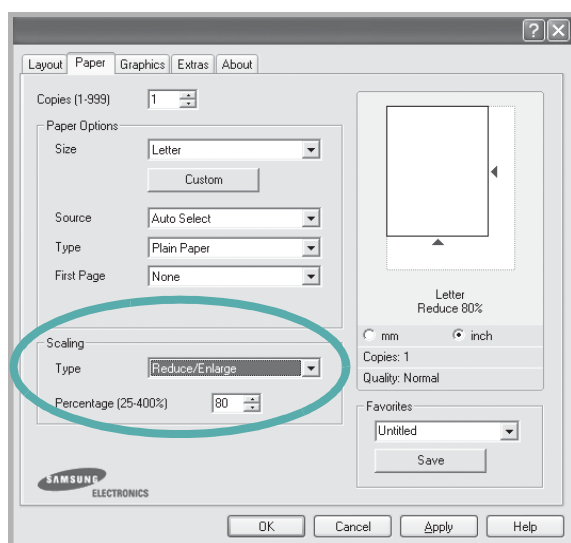 Layout Paper Graphics Extras About
Copies (1-999) 1
Paper Options
Size Letter
Custom
Source Auto Select
Type Plain Paper
First Page None
Letter
Reduce 80%
mm inch
Copies: 1
Quality: Normal
Scaling
Type Reduce/Enlarge
Percentage (25-400%) 80
Favorites
Untitled
Save
SAMSUNG
ELECTRONICS
OK Cancel Apply Help